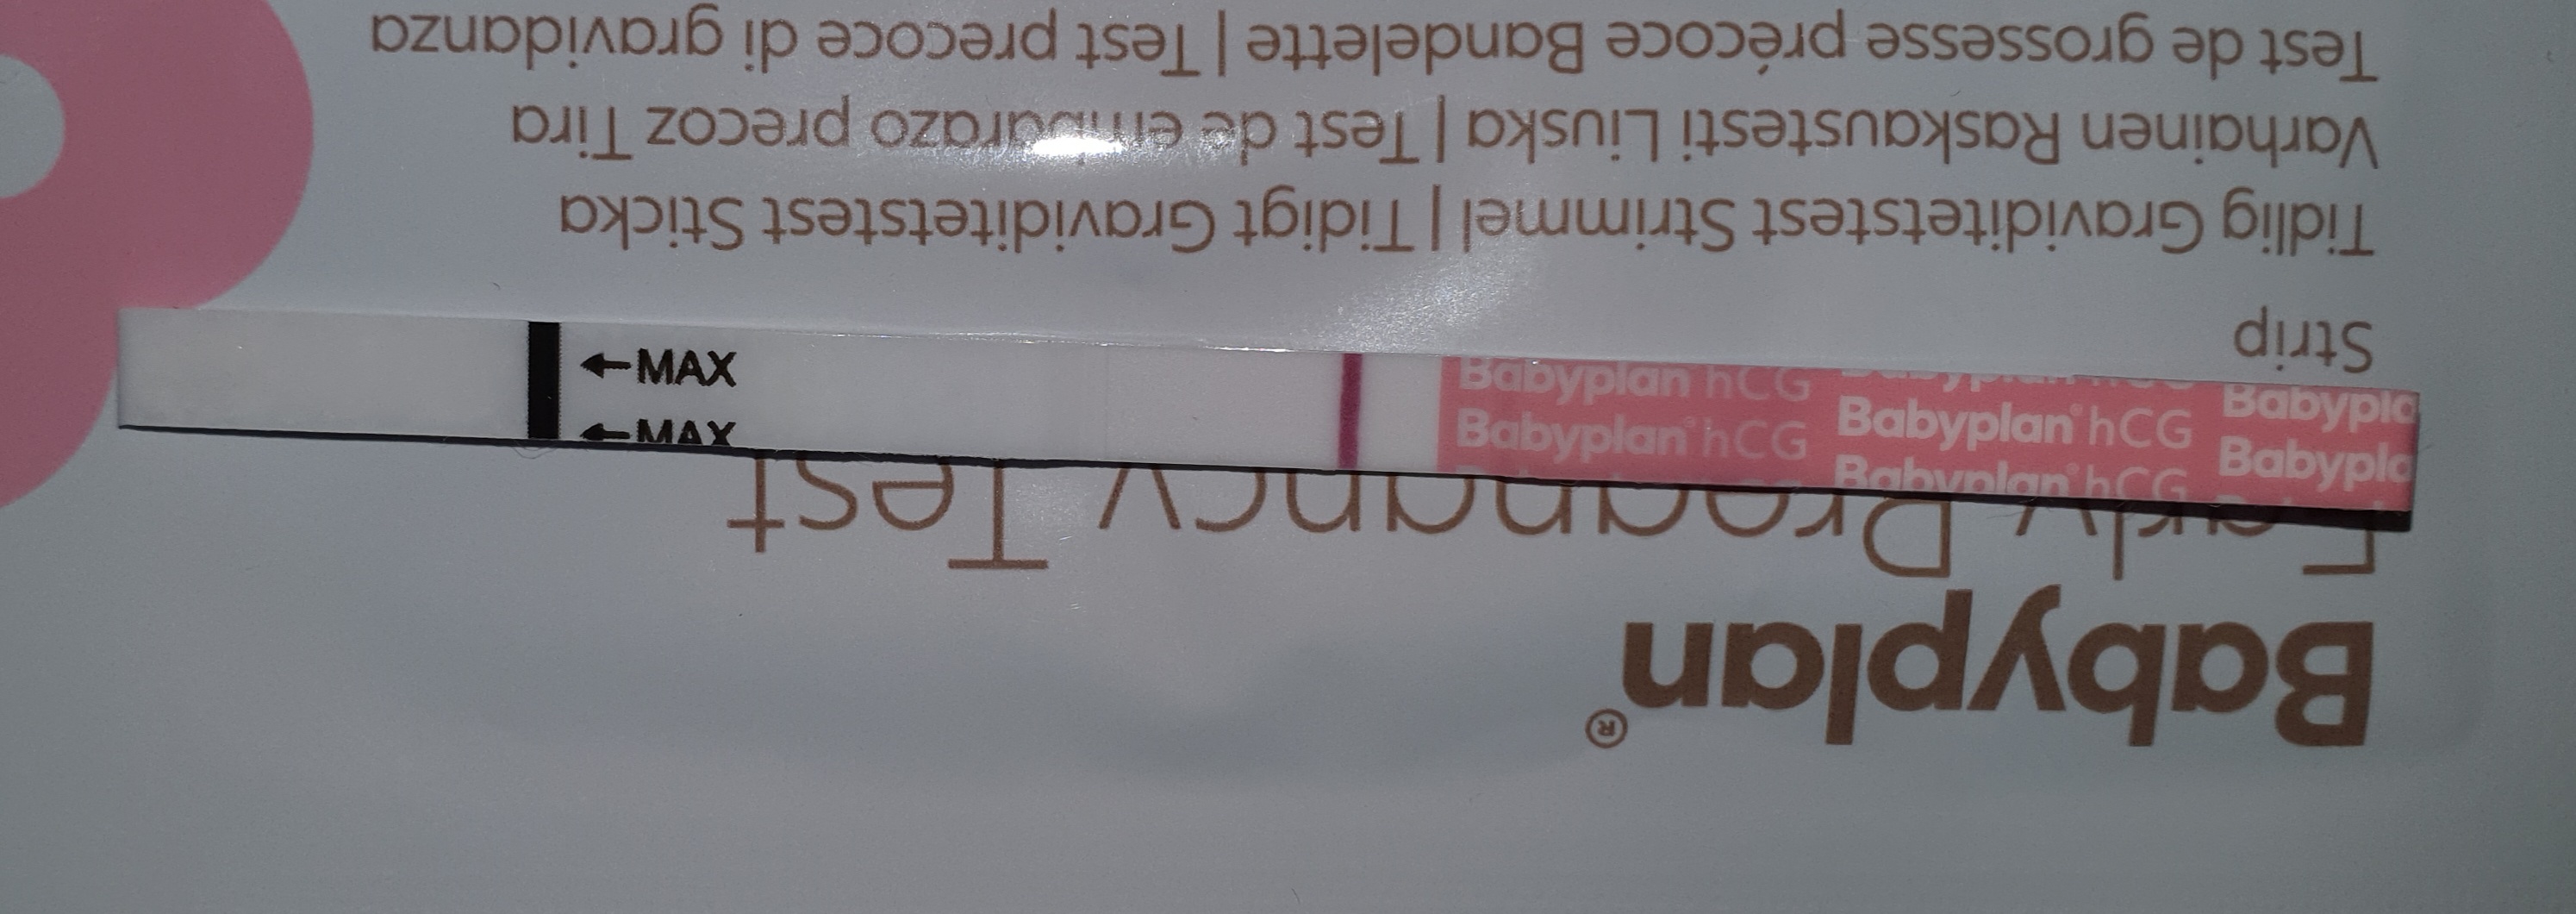 Babyplan®
Early Pregnancy Test
Strip
Tidlig Graviditetstest Strimmel | Tidigt Graviditetstest Sticka
Varhainen Raskaustesti Liuska | Test de embarazo precoz Tira
Test de grossesse précoce Bandelette | Test precoce di gravidanza
←MAX
←MAX
Babyplan hCG
Babyplan® hCG
Babyplan® hCG
Babyplan® hCG
Babypla
Babypla